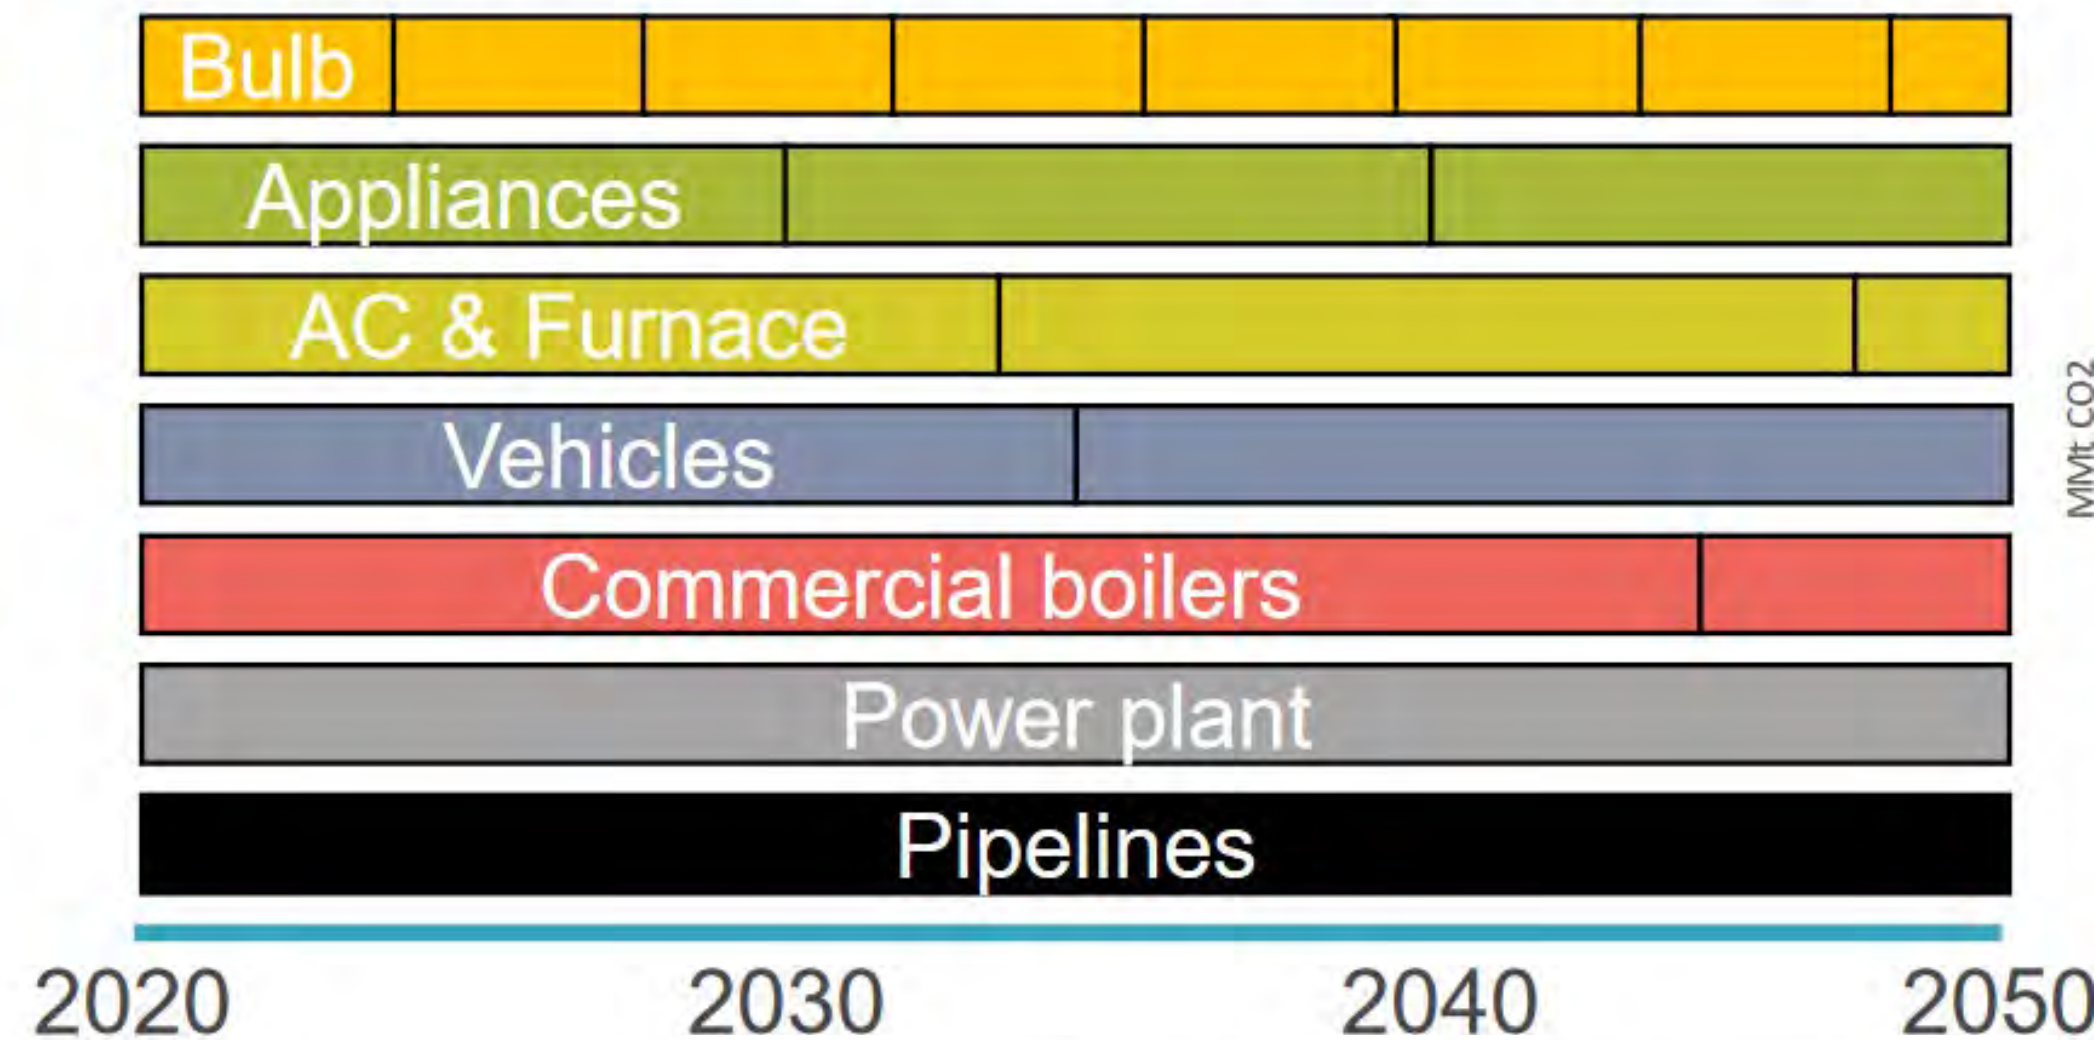 Bulb
Appliances
AC & Furnace
Vehicles
Commercial boilers
Power plant
Pipelines
2020 2030 2040 2050
MMt CO2